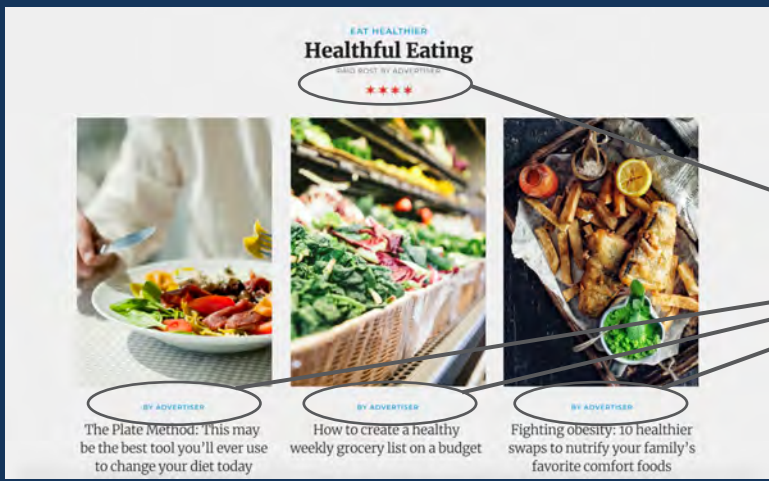 EAT HEALTHIER
Healthful Eating
PAID POST BY ADVERTISER
BY ADVERTISER
The Plate Method: This may
be the best tool you'll ever use
to change your diet today
BY ADVERTISER
How to create a healthy
weekly grocery list on a budget
BY ADVERTISER
Fighting obesity: 10 healthier
swaps to nutrify your family's
favorite comfort foods